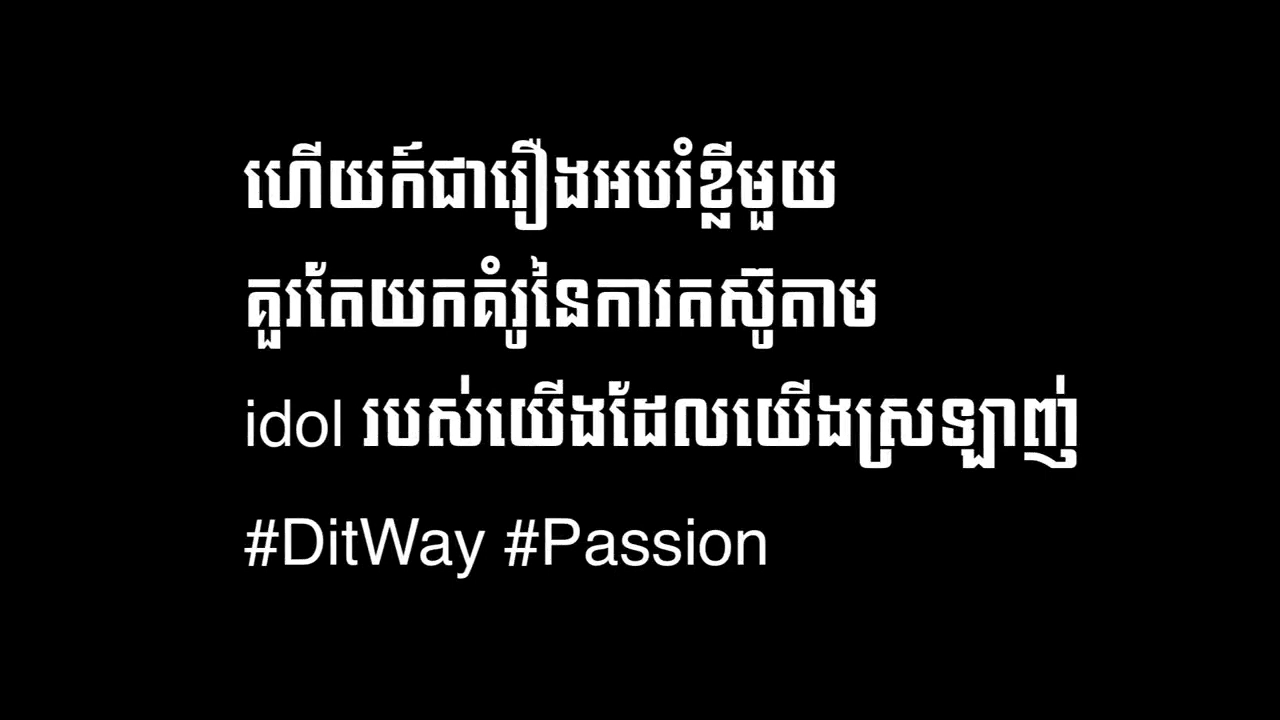 ហើយក៍ជារឿងអបរំខ្លីមួយ
គួរតែយកគំរូនៃការតស៊ូតាម
idol របស់យើងដែលយើងស្រឡាញ់
#DitWay #Passion